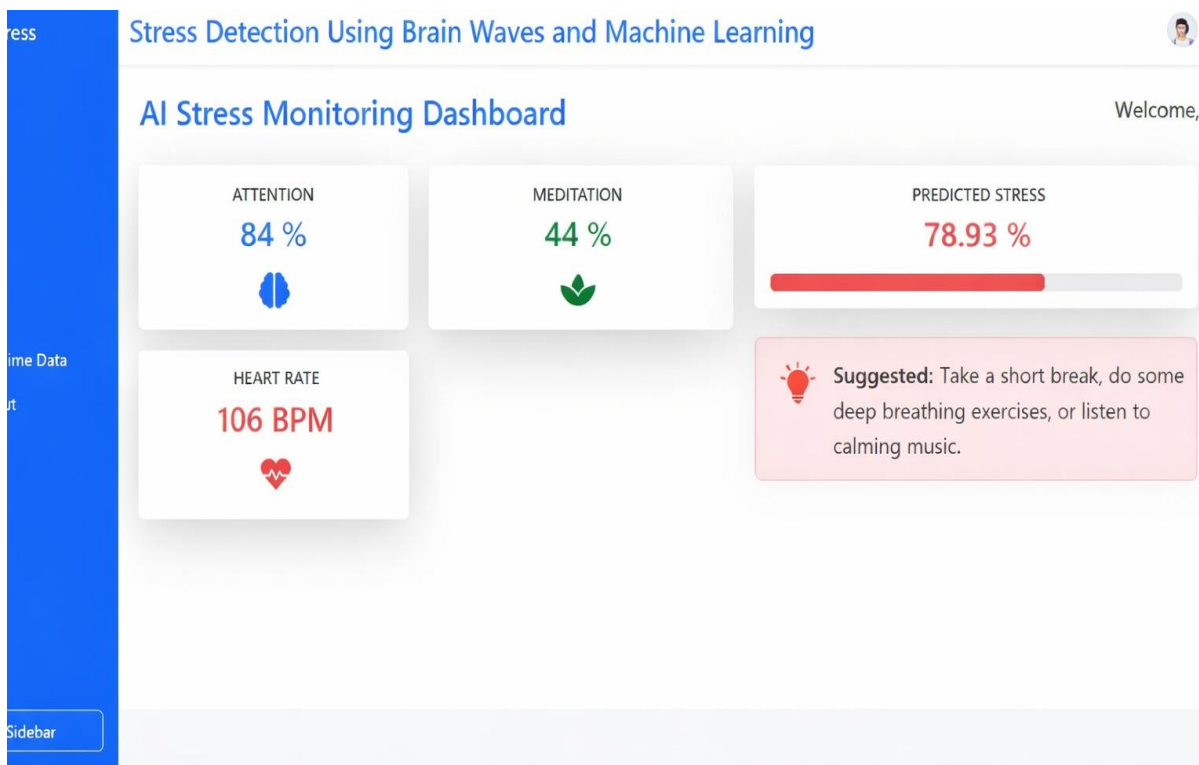 ress
Stress Detection Using Brain Waves and Machine Learning
AI Stress Monitoring Dashboard
Welcome,
ATTENTION
84 %
MEDITATION
44 %
PREDICTED STRESS
78.93 %
HEART RATE
106 BPM
Suggested: Take a short break, do some
deep breathing exercises, or listen to
calming music.
ime Data
ut
Sidebar